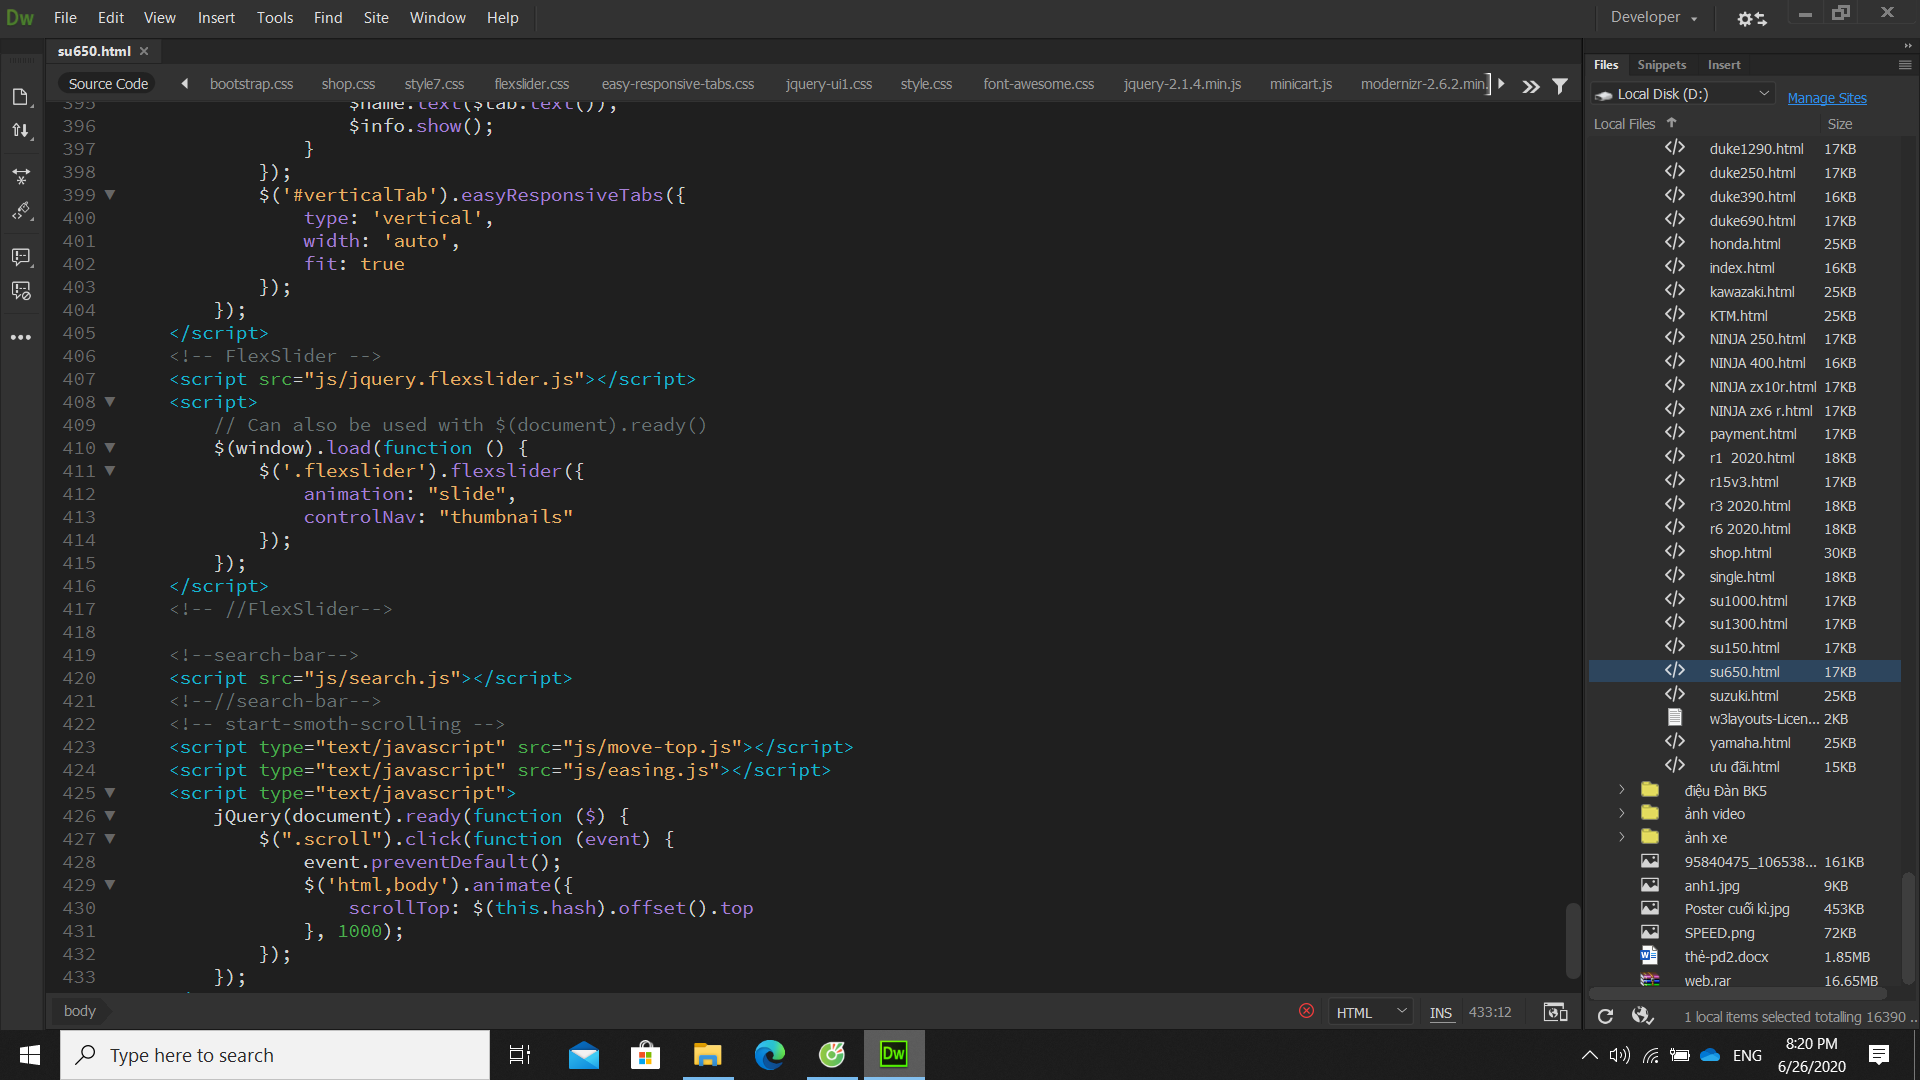 Dw File Edit View Insert Tools Find Site Window Help
Developer
su650.html
Source Code bootstrap.css shop.css style7.css flexslider.css easy-responsive-tabs.css jquery-ui1.css style.css font-awesome.css jquery-2.1.4.min.js minicart.js modernizr-2.6.2.min.
395 $name.text($tab.text());
396 $info.show();
397 }
398 });
399 $('#verticalTab').easyResponsiveTabs({
400 type: 'vertical',
401 width: 'auto',
402 fit: true
403 });
404 });
405 </script>
406 <!-- FlexSlider -->
407 <script src="js/jquery.flexslider.js"></script>
408 <script>
409 // Can also be used with $(document).ready()
410 $(window).load(function () {
411 $('.flexslider').flexslider({
412 animation: "slide",
413 controlNav: "thumbnails"
414 });
415 });
416 </script>
417 <!-- //FlexSlider-->
418
419 <!--search-bar-->
420 <script src="js/search.js"></script>
421 <!--//search-bar-->
422 <!-- start-smoth-scrolling -->
423 <script type="text/javascript" src="js/move-top.js"></script>
424 <script type="text/javascript" src="js/easing.js"></script>
425 <script type="text/javascript">
426 jQuery(document).ready(function ($) {
427 $(".scroll").click(function (event) {
428 event.preventDefault();
429 $('html,body').animate({
430 scrollTop: $(this.hash).offset().top
431 }, 1000);
432 });
433 });
body
HTML INS 433:12
Files Snippets Insert
Local Disk (D:) Manage Sites
Local Files Size
duke1290.html 17KB
duke250.html 17KB
duke390.html 16KB
duke690.html 17KB
honda.html 25KB
index.html 16KB
kawazaki.html 25KB
KTM.html 25KB
NINJA 250.html 17KB
NINJA 400.html 16KB
NINJA zx10r.html 17KB
NINJA zx6 r.html 17KB
payment.html 17KB
r1 2020.html 18KB
r15v3.html 17KB
r3 2020.html 18KB
r6 2020.html 18KB
shop.html 30KB
single.html 18KB
su1000.html 17KB
su1300.html 17KB
su150.html 17KB
su650.html 17KB
suzuki.html 25KB
w3layouts-Licen... 2KB
yamaha.html 25KB
ưu đãi.html 15KB
điệu Đàn BK5
ảnh video
ảnh xe
95840475_106538... 161KB
anh1.jpg 9KB
Poster cuối kì.jpg 453KB
SPEED.png 72KB
thẻ-pd2.docx 1.85MB
web.rar 16.65MB
1 local items selected totalling 16390 ..
Type here to search
Dw
ENG
8:20 PM
6/26/2020